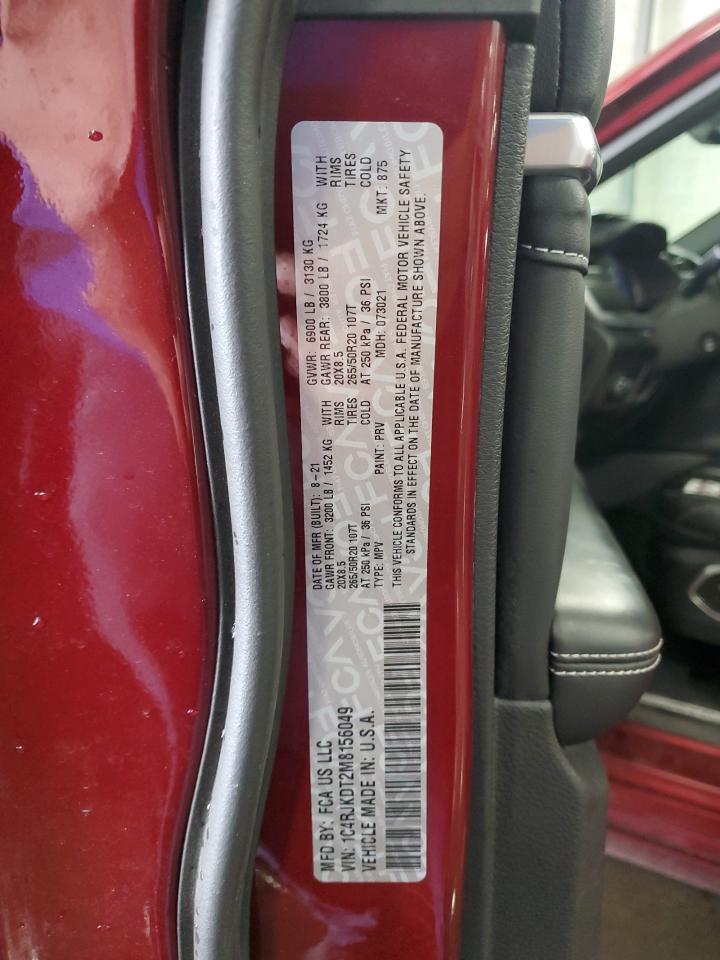 MFD BY: FCA US LLC
VIN: 1C4RJKDT2M8156049
VEHICLE MADE IN: U.S.A.
DATE OF MFR (BUILT): 8-21
GAWR FRONT: 3200 LB / 1452 KG WITH
20X8.5 RIMS
265/50R20 107T TIRES
AT 250 kPa / 36 PSI COLD
TYPE: MPV PAINT: PRV
GVWR: 6900 LB / 3130 KG
GAWR REAR: 3800 LB / 1724 KG WITH
20X8.5 RIMS
265/50R20 107T TIRES
AT 250 kPa / 36 PSI COLD
MDH: 073021 MKT: 875
THIS VEHICLE CONFORMS TO ALL APPLICABLE U.S.A. FEDERAL MOTOR VEHICLE SAFETY
STANDARDS IN EFFECT ON THE DATE OF MANUFACTURE SHOWN ABOVE.